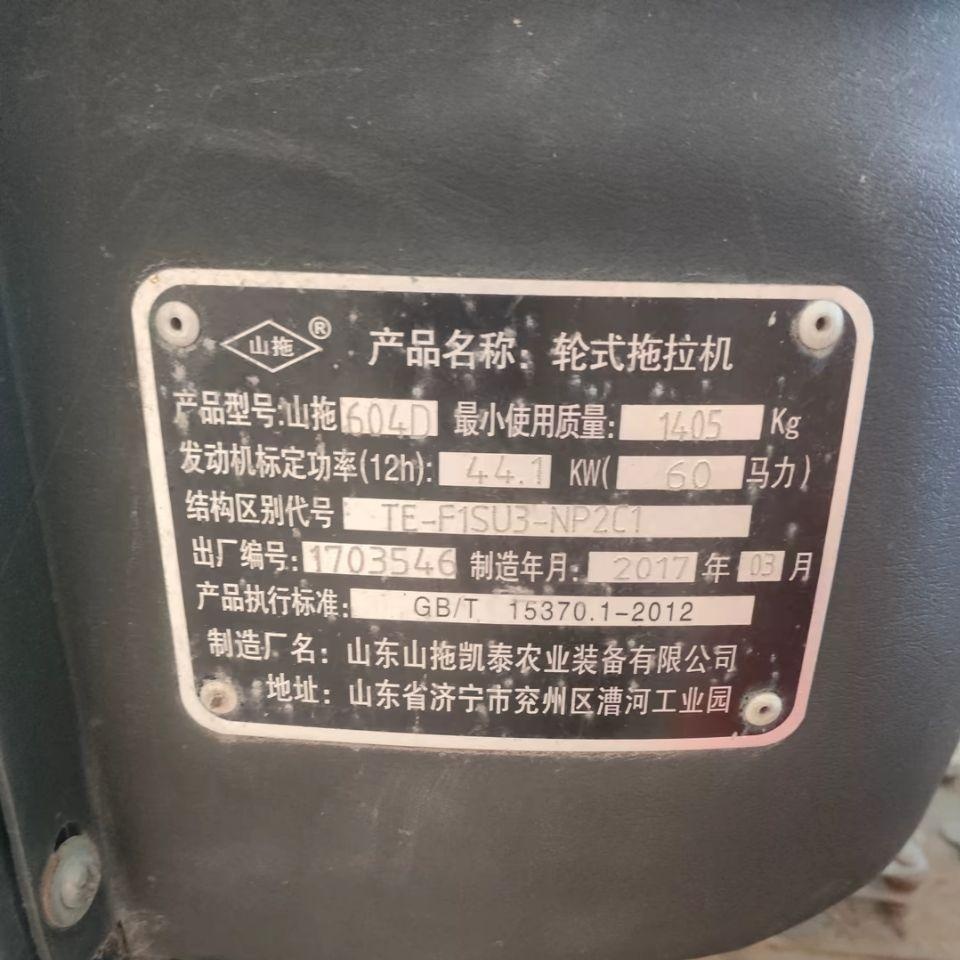 山拖® 产品名称：轮式拖拉机
产品型号：山拖 604D 最小使用质量： 1405 Kg
发动机标定功率(12h)： 44.1 KW( 60 马力)
结构区别代号 TE-F1SU3-NP2C1
出厂编号： 1703546 制造年月： 2017 年 03 月
产品执行标准： GB/T 15370.1-2012
制造厂名：山东山拖凯泰农业装备有限公司
地址：山东省济宁市兖州区漕河工业园